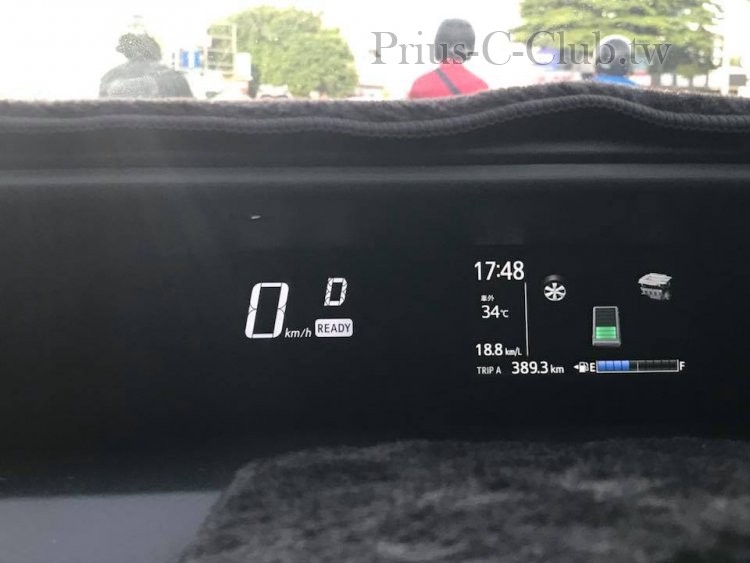 Prius-C-Club.tw
0 km/h
D
READY
17:48
車外
34℃
18.8 km/L
TRIP A 389.3 km
E F